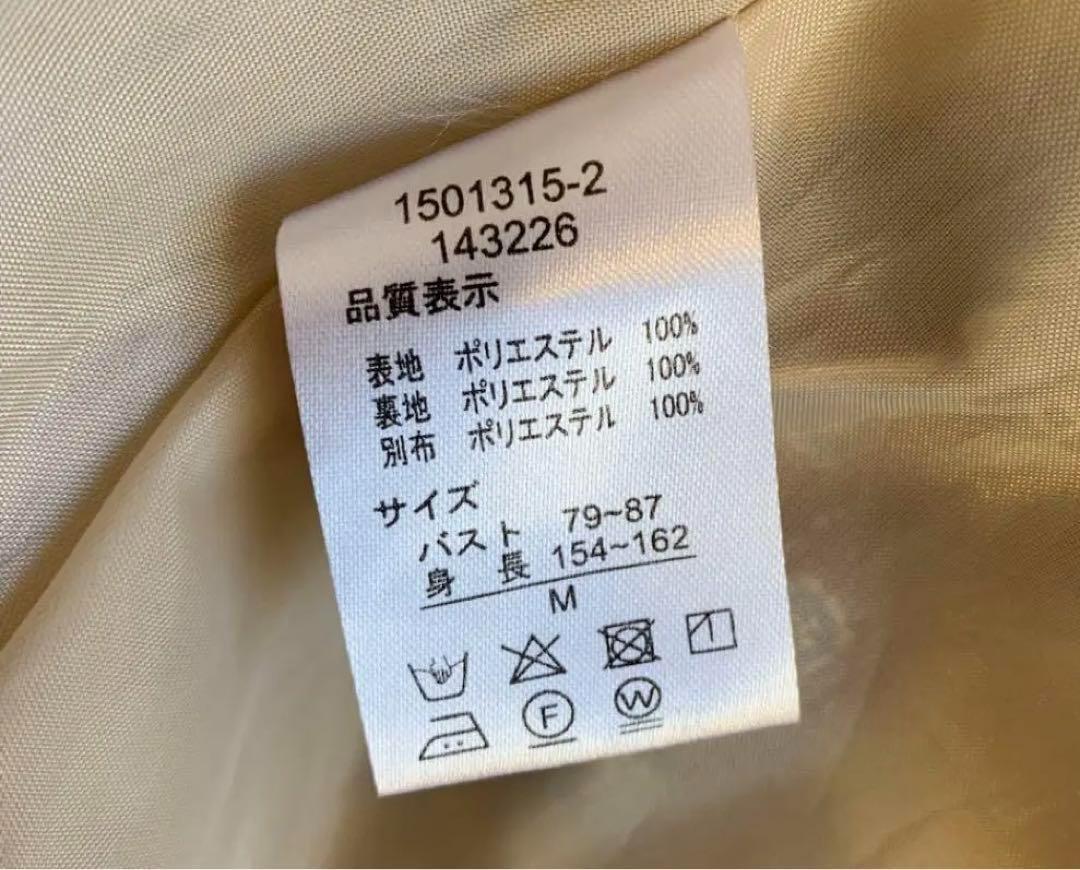 1501315-2
143226
品質表示
表地 ポリエステル 100%
裏地 ポリエステル 100%
別布 ポリエステル 100%
サイズ
バスト 79~87
身 長 154~162
M
F W